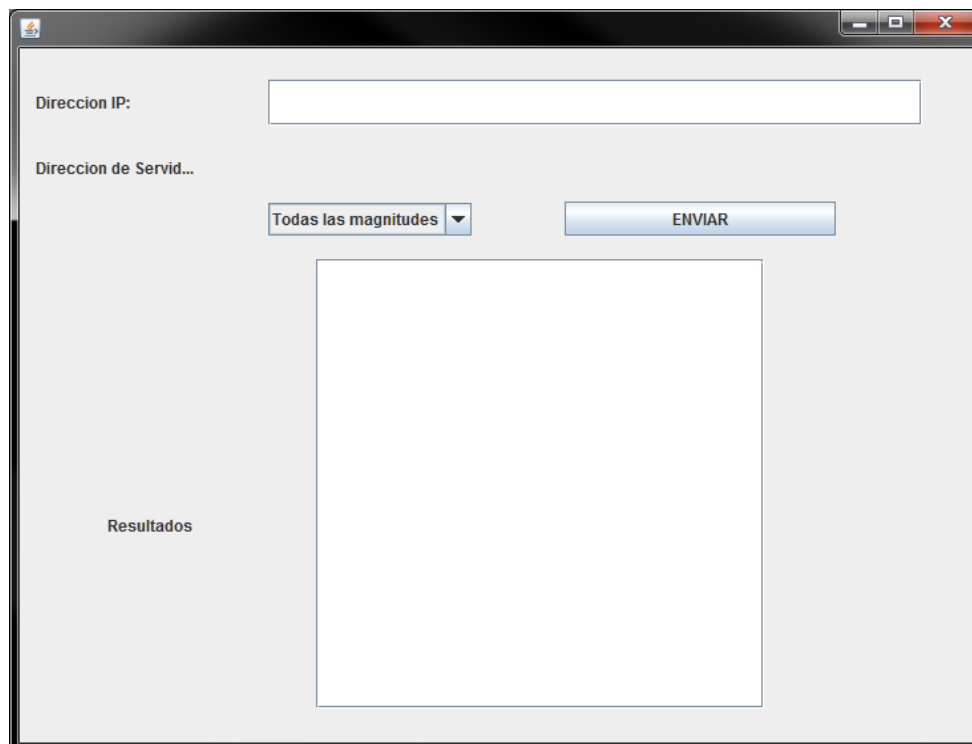 Direccion IP:
Direccion de Servid...
Todas las magnitudes
ENVIAR
Resultados